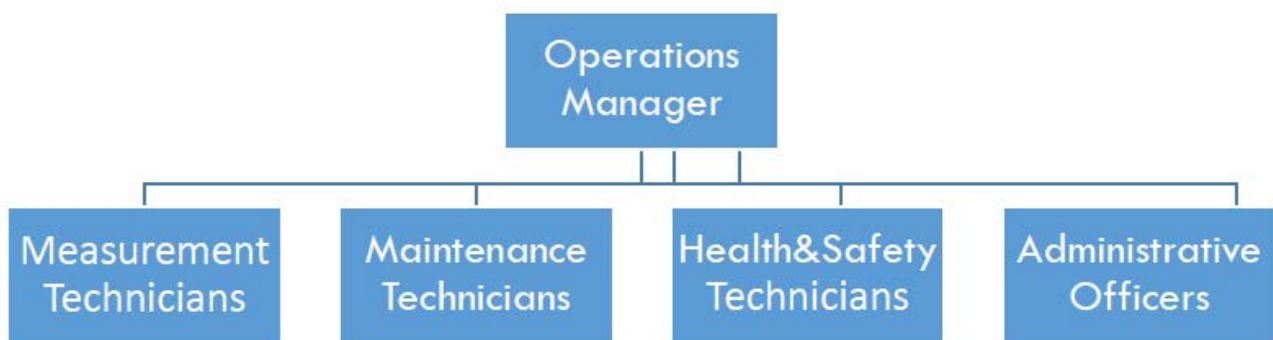 Operations
Manager
Measurement
Technicians
Maintenance
Technicians
Health&Safety
Technicians
Administrative
Officers